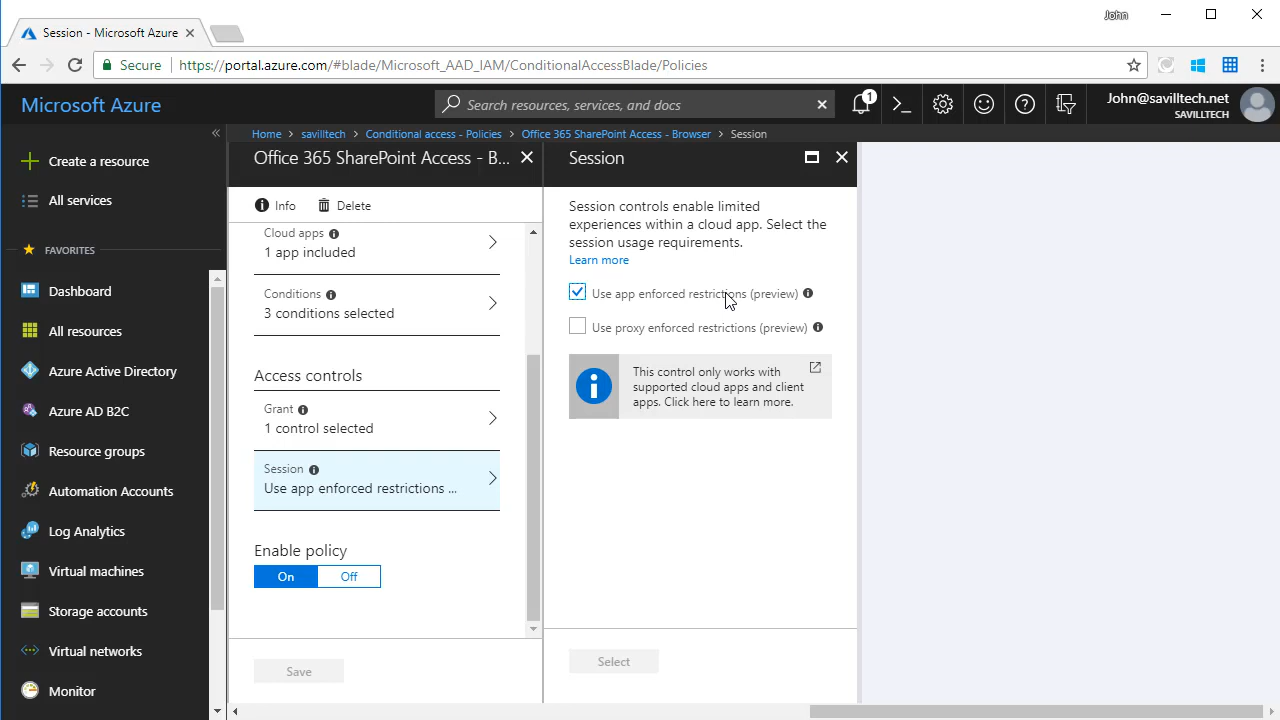 John
Session - Microsoft Azure
Secure
https://portal.azure.com/#blade/Microsoft_AAD_IAM/ConditionalAccessBlade/Policies
Microsoft Azure
Search resources, services, and docs
1
John@savilltech.net
SAVILLTECH
Home
savilltech
Conditional access - Policies
Office 365 SharePoint Access - Browser
Session
Create a resource
All services
FAVORITES
Dashboard
All resources
Azure Active Directory
Azure AD B2C
Resource groups
Automation Accounts
Log Analytics
Virtual machines
Storage accounts
Virtual networks
Monitor
Office 365 SharePoint Access - B...
Info
Delete
Cloud apps
1 app included
Conditions
3 conditions selected
Access controls
Grant
1 control selected
Session
Use app enforced restrictions ...
Enable policy
On
Off
Save
Session
Session controls enable limited
experiences within a cloud app. Select the
session usage requirements.
Learn more
Use app enforced restrictions (preview)
Use proxy enforced restrictions (preview)
This control only works with
supported cloud apps and client
apps. Click here to learn more.
Select